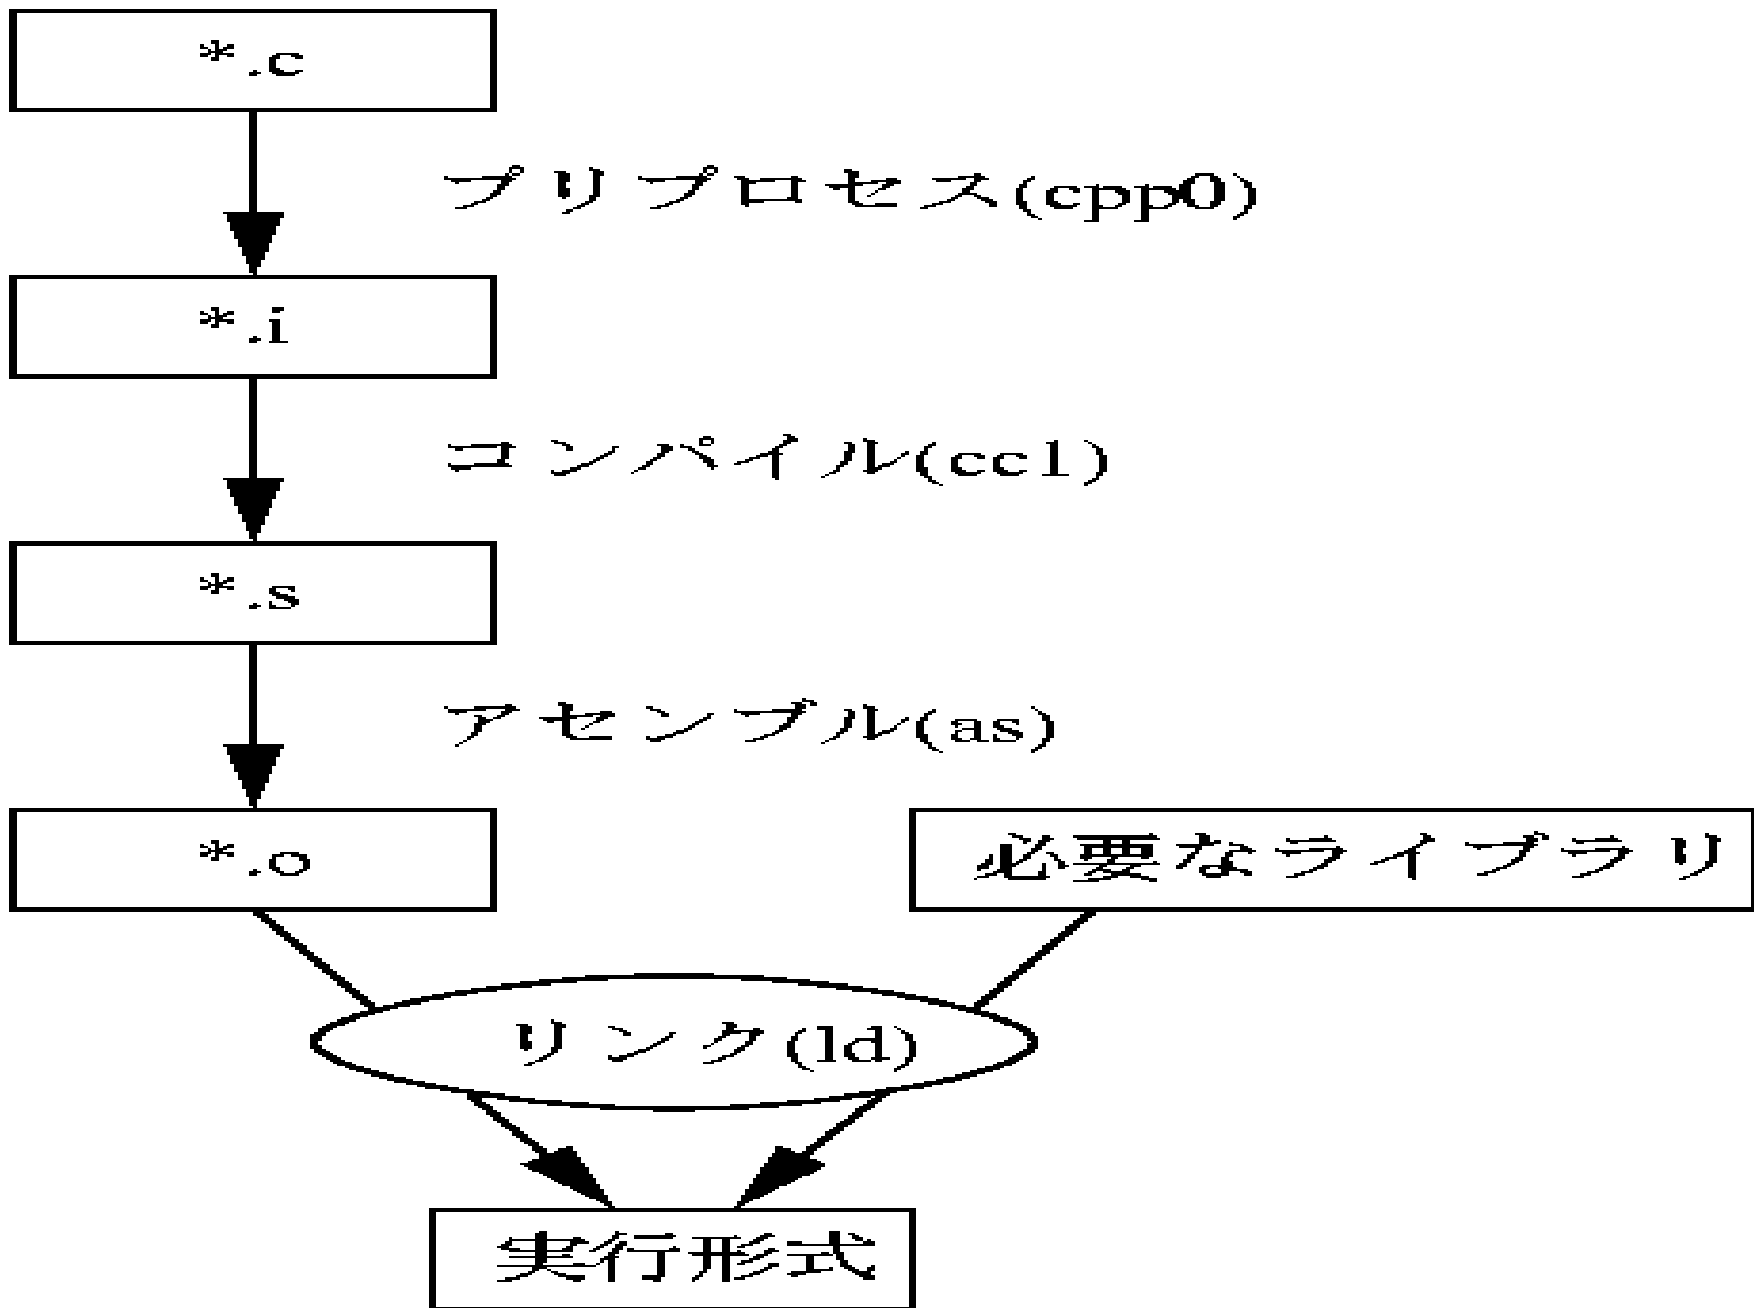 *.c
プリプロセス(cpp0)
*.i
コンパイル(cc1)
*.s
アセンブル(as)
*.o
必要なライブラリ
リンク(ld)
実行形式